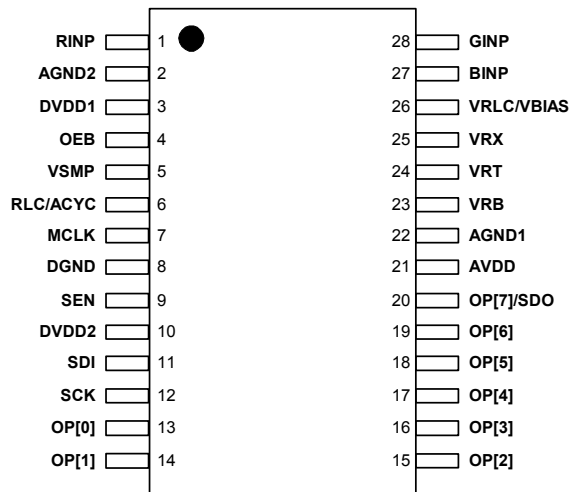 RINP 1 28 GINP
AGND2 2 27 BINP
DVDD1 3 26 VRLC/VBIAS
OEB 4 25 VRX
VSMP 5 24 VRT
RLC/ACYC 6 23 VRB
MCLK 7 22 AGND1
DGND 8 21 AVDD
SEN 9 20 OP[7]/SDO
DVDD2 10 19 OP[6]
SDI 11 18 OP[5]
SCK 12 17 OP[4]
OP[0] 13 16 OP[3]
OP[1] 14 15 OP[2]